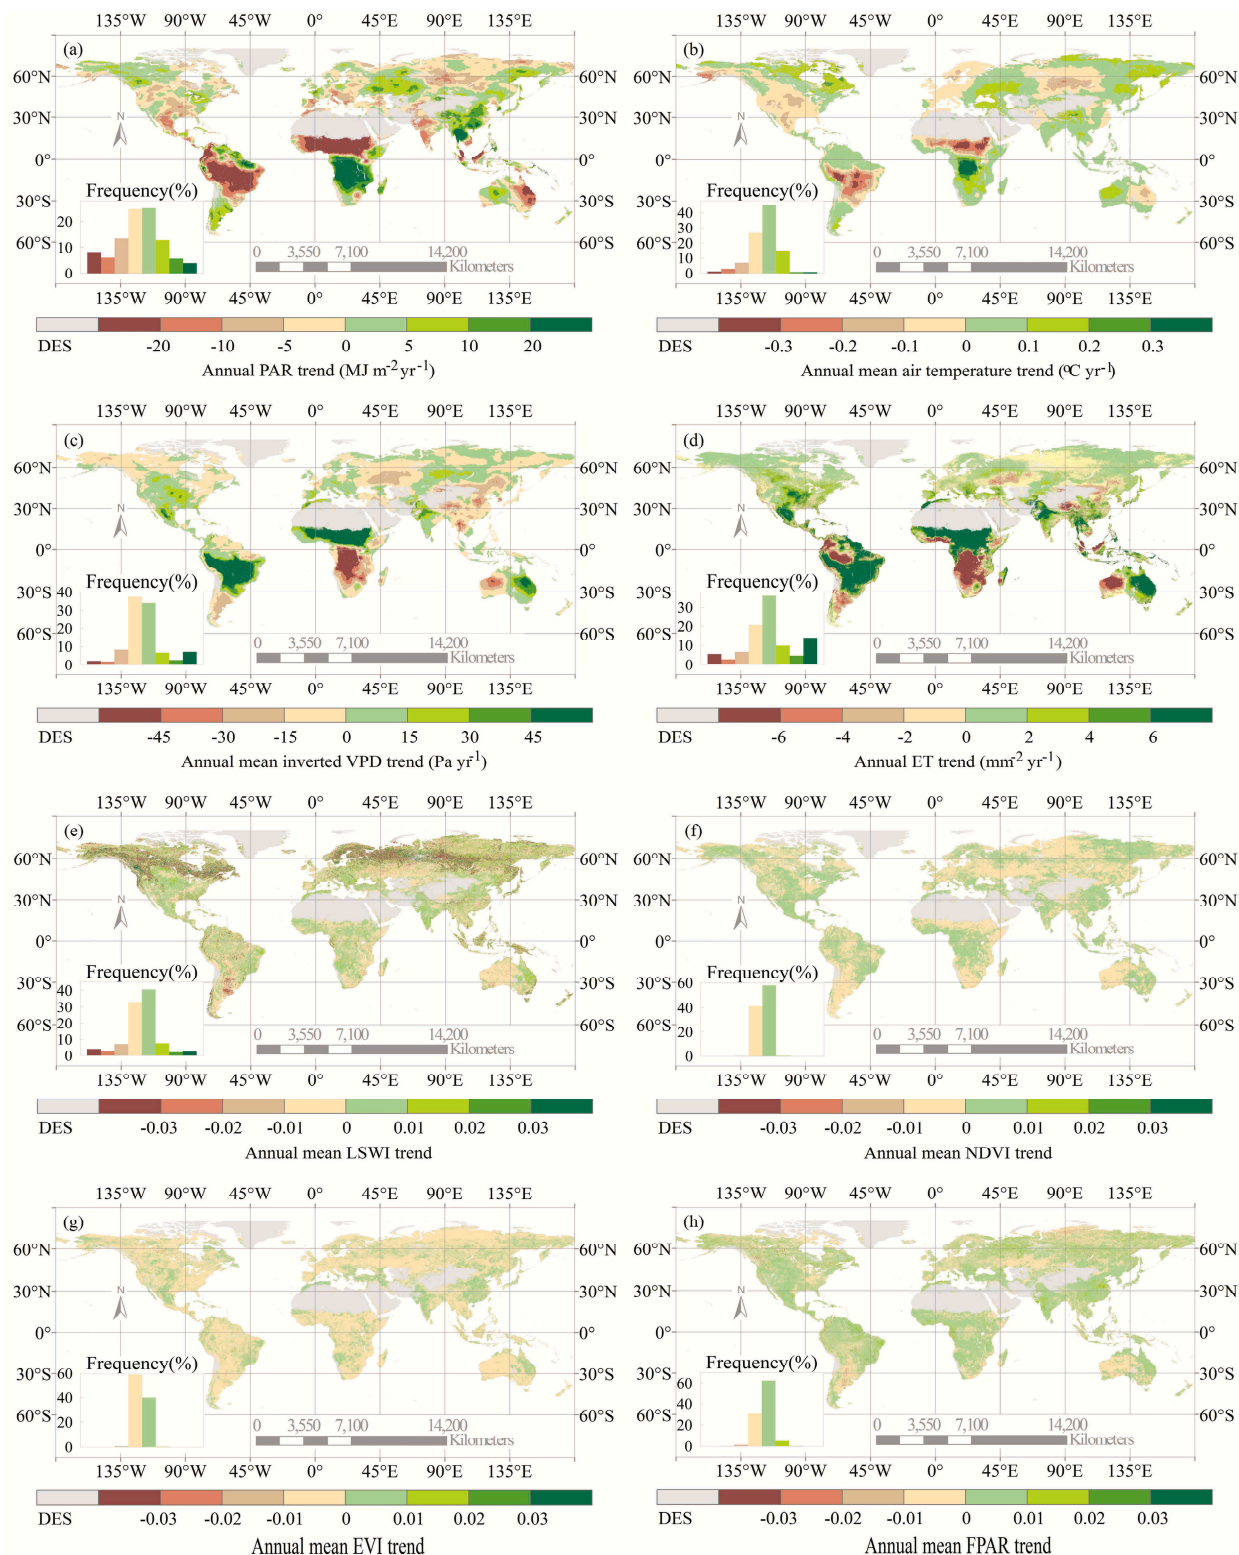 135°W 90°W 45°W 0° 45°E 90°E 135°E
(a)
60°N 60°N
30°N 30°N
N
0° 0°
30°S 30°S
60°S 60°S
Frequency(%)
20
10
0
0 3,550 7,100 14,200
Kilometers
135°W 90°W 45°W 0° 45°E 90°E 135°E
DES -20 -10 -5 0 5 10 20
Annual PAR trend (MJ m-2 yr-1)
135°W 90°W 45°W 0° 45°E 90°E 135°E
(b)
60°N 60°N
30°N 30°N
N
0° 0°
30°S 30°S
60°S 60°S
Frequency(%)
40
30
20
10
0
0 3,550 7,100 14,200
Kilometers
135°W 90°W 45°W 0° 45°E 90°E 135°E
DES -0.3 -0.2 -0.1 0 0.1 0.2 0.3
Annual mean air temperature trend (ºC yr-1)
135°W 90°W 45°W 0° 45°E 90°E 135°E
(c)
60°N 60°N
30°N 30°N
N
0° 0°
30°S 30°S
60°S 60°S
Frequency(%)
40
30
20
10
0
0 3,550 7,100 14,200
Kilometers
135°W 90°W 45°W 0° 45°E 90°E 135°E
DES -45 -30 -15 0 15 30 45
Annual mean inverted VPD trend (Pa yr-1)
135°W 90°W 45°W 0° 45°E 90°E 135°E
(d)
60°N 60°N
30°N 30°N
N
0° 0°
30°S 30°S
60°S 60°S
Frequency(%)
30
20
10
0
0 3,550 7,100 14,200
Kilometers
135°W 90°W 45°W 0° 45°E 90°E 135°E
DES -6 -4 -2 0 2 4 6
Annual ET trend (mm-2 yr-1)
135°W 90°W 45°W 0° 45°E 90°E 135°E
(e)
60°N 60°N
30°N 30°N
N
0° 0°
30°S 30°S
60°S 60°S
Frequency(%)
40
30
20
10
0
0 3,550 7,100 14,200
Kilometers
135°W 90°W 45°W 0° 45°E 90°E 135°E
DES -0.03 -0.02 -0.01 0 0.01 0.02 0.03
Annual mean LSWI trend
135°W 90°W 45°W 0° 45°E 90°E 135°E
(f)
60°N 60°N
30°N 30°N
N
0° 0°
30°S 30°S
60°S 60°S
Frequency(%)
60
40
20
0
0 3,550 7,100 14,200
Kilometers
135°W 90°W 45°W 0° 45°E 90°E 135°E
DES -0.03 -0.02 -0.01 0 0.01 0.02 0.03
Annual mean NDVI trend
135°W 90°W 45°W 0° 45°E 90°E 135°E
(g)
60°N 60°N
30°N 30°N
N
0° 0°
30°S 30°S
60°S 60°S
Frequency(%)
60
40
20
0
0 3,550 7,100 14,200
Kilometers
135°W 90°W 45°W 0° 45°E 90°E 135°E
DES -0.03 -0.02 -0.01 0 0.01 0.02 0.03
Annual mean EVI trend
135°W 90°W 45°W 0° 45°E 90°E 135°E
(h)
60°N 60°N
30°N 30°N
N
0° 0°
30°S 30°S
60°S 60°S
Frequency(%)
60
40
20
0
0 3,550 7,100 14,200
Kilometers
135°W 90°W 45°W 0° 45°E 90°E 135°E
DES -0.03 -0.02 -0.01 0 0.01 0.02 0.03
Annual mean FPAR trend